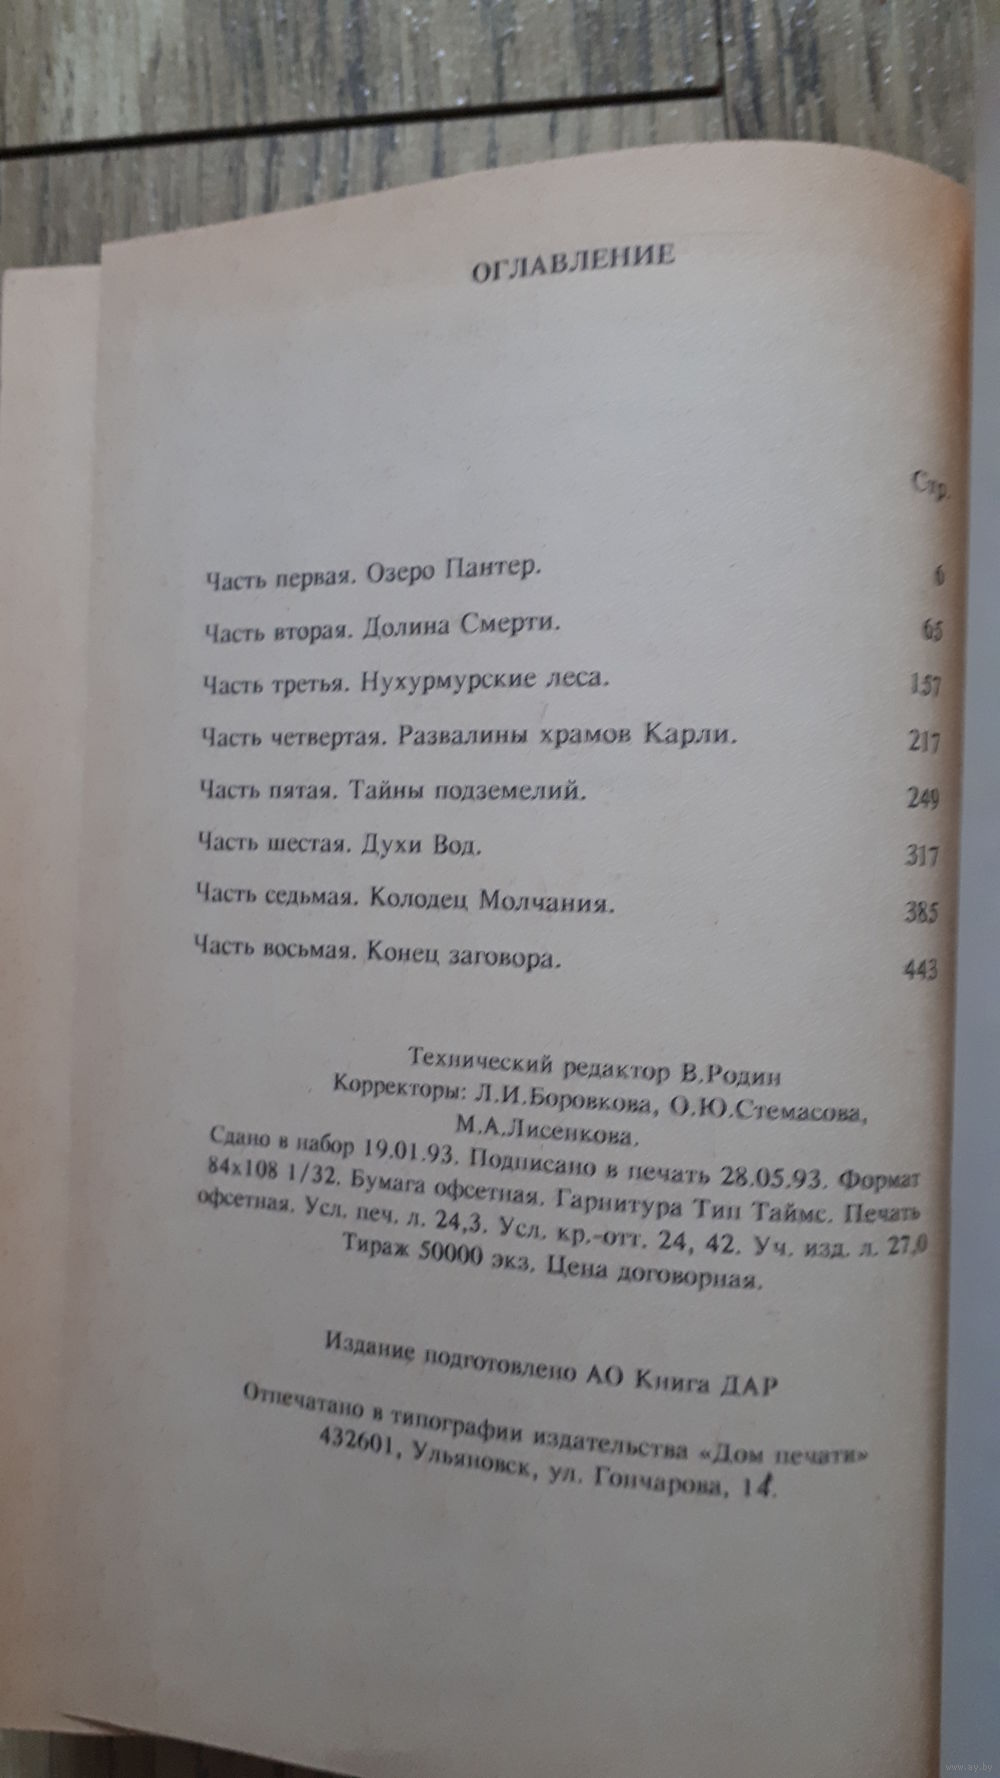 ОГЛАВЛЕНИЕ
Стр.
Часть первая. Озеро Пантер. 6
Часть вторая. Долина Смерти. 65
Часть третья. Нухурмурские леса. 157
Часть четвертая. Развалины храмов Карли. 217
Часть пятая. Тайны подземелий. 249
Часть шестая. Духи Вод. 317
Часть седьмая. Колодец Молчания. 385
Часть восьмая. Конец заговора. 443
Технический редактор В.Родин
Корректоры: Л.И.Боровкова, О.Ю.Стемасова,
М.А.Лисенкова.
Сдано в набор 19.01.93. Подписано в печать 28.05.93. Формат
84х108 1/32. Бумага офсетная. Гарнитура Тип Таймс. Печать
офсетная. Усл. печ. л. 24,3. Усл. кр.-отт. 24, 42. Уч. изд. л. 27,0
Тираж 50000 экз. Цена договорная.
Издание подготовлено АО Книга ДАР
Отпечатано в типографии издательства «Дом печати»
432601, Ульяновск, ул. Гончарова,
www.ay.by